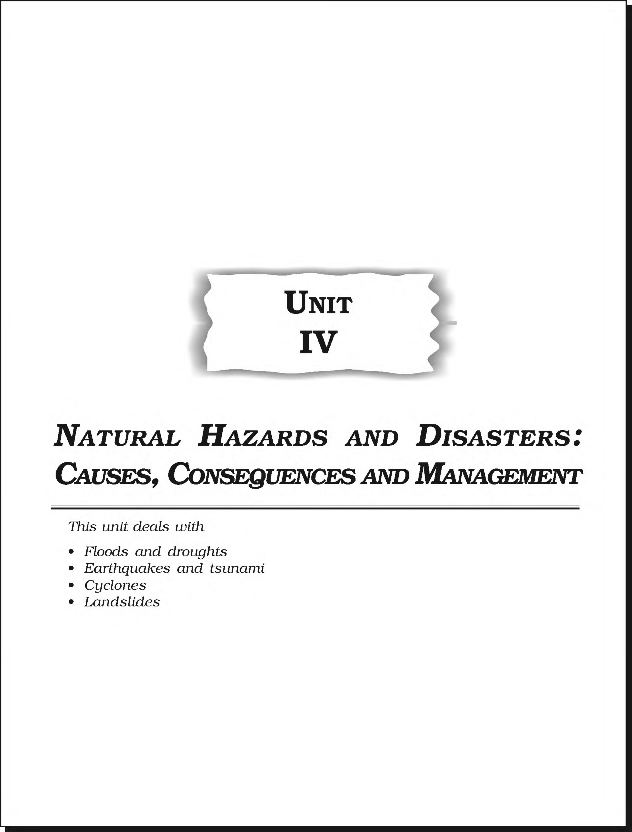 UNIT
IV
NATURAL HAZARDS AND DISASTERS:
CAUSES, CONSEQUENCES AND MANAGEMENT
This unit deals with
• Floods and droughts
• Earthquakes and tsunami
• Cyclones
• Landslides